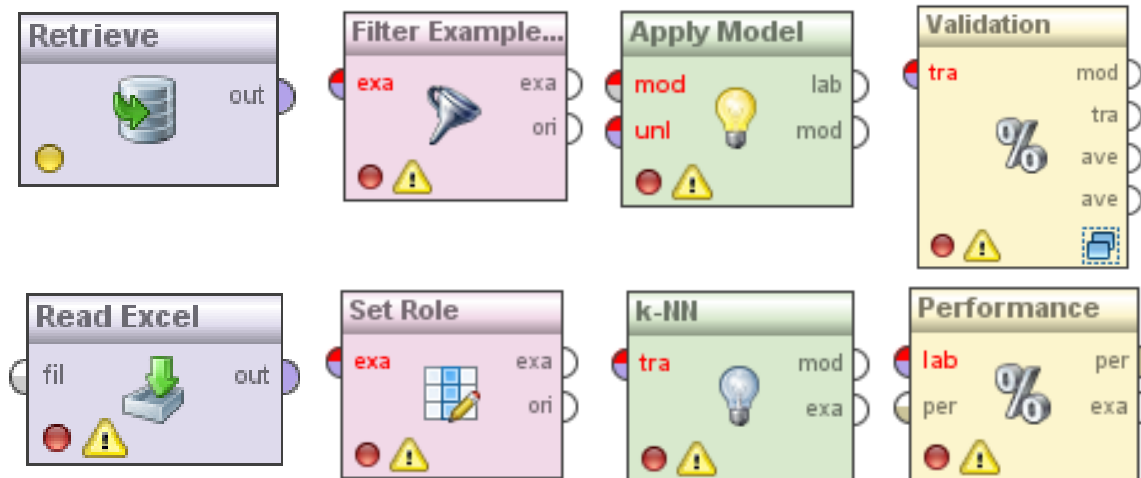 Retrieve
out
Filter Example...
exa exa
ori
Apply Model
mod lab
unl mod
Validation
tra mod
tra
ave
ave
Read Excel
fil out
Set Role
exa exa
ori
k-NN
tra mod
exa
Performance
lab per
per exa